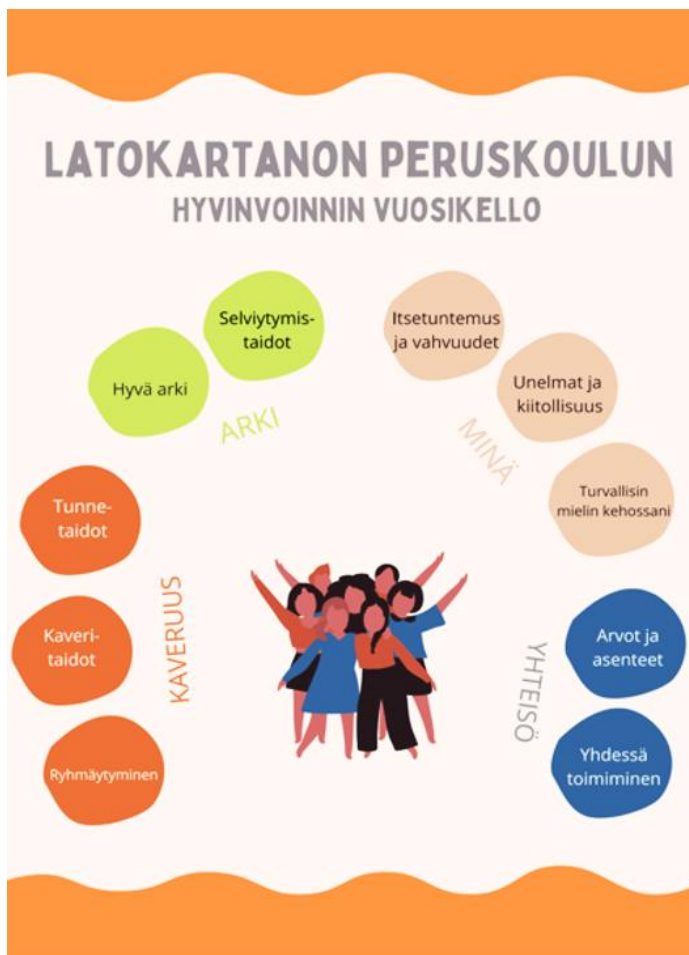 LATOKARTANON PERUSKOULUN
HYVINVOINNIN VUOSIKELLO
Selviytymis-
taidot
Hyvä arki
ARKI
Itsetuntemus
ja vahvuudet
Unelmat ja
kiitollisuus
MINÄ
Turvallisin
mielin kehossani
Tunne-
taidot
Kaveri-
taidot
KAVERUUS
Ryhmäytyminen
Arvot ja
asenteet
YHTEISÖ
Yhdessä
toimiminen